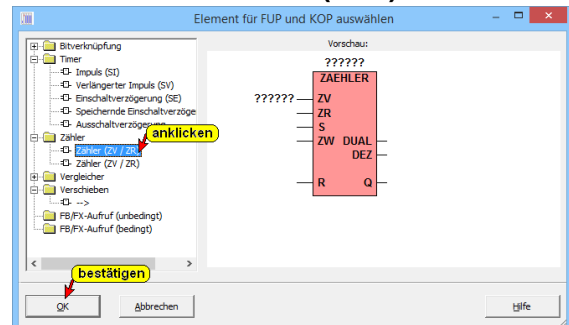 Element für FUP und KOP auswählen
Bitverknüpfung
Timer
Impuls (SI)
Verlängerter Impuls (SV)
Einschaltverzögerung (SE)
Speichernde Einschaltverzöge
Ausschaltverzögerung
Zähler
anklicken
Zähler (ZV / ZR)
Zähler (ZV / ZR)
Vergleicher
Verschieben
-->
FB/FX-Aufruf (unbedingt)
FB/FX-Aufruf (bedingt)
bestätigen
OK
Abbrechen
Hilfe
Vorschau:
??????
ZAEHLER
?????? ZV
ZR
S
ZW DUAL
DEZ
R Q